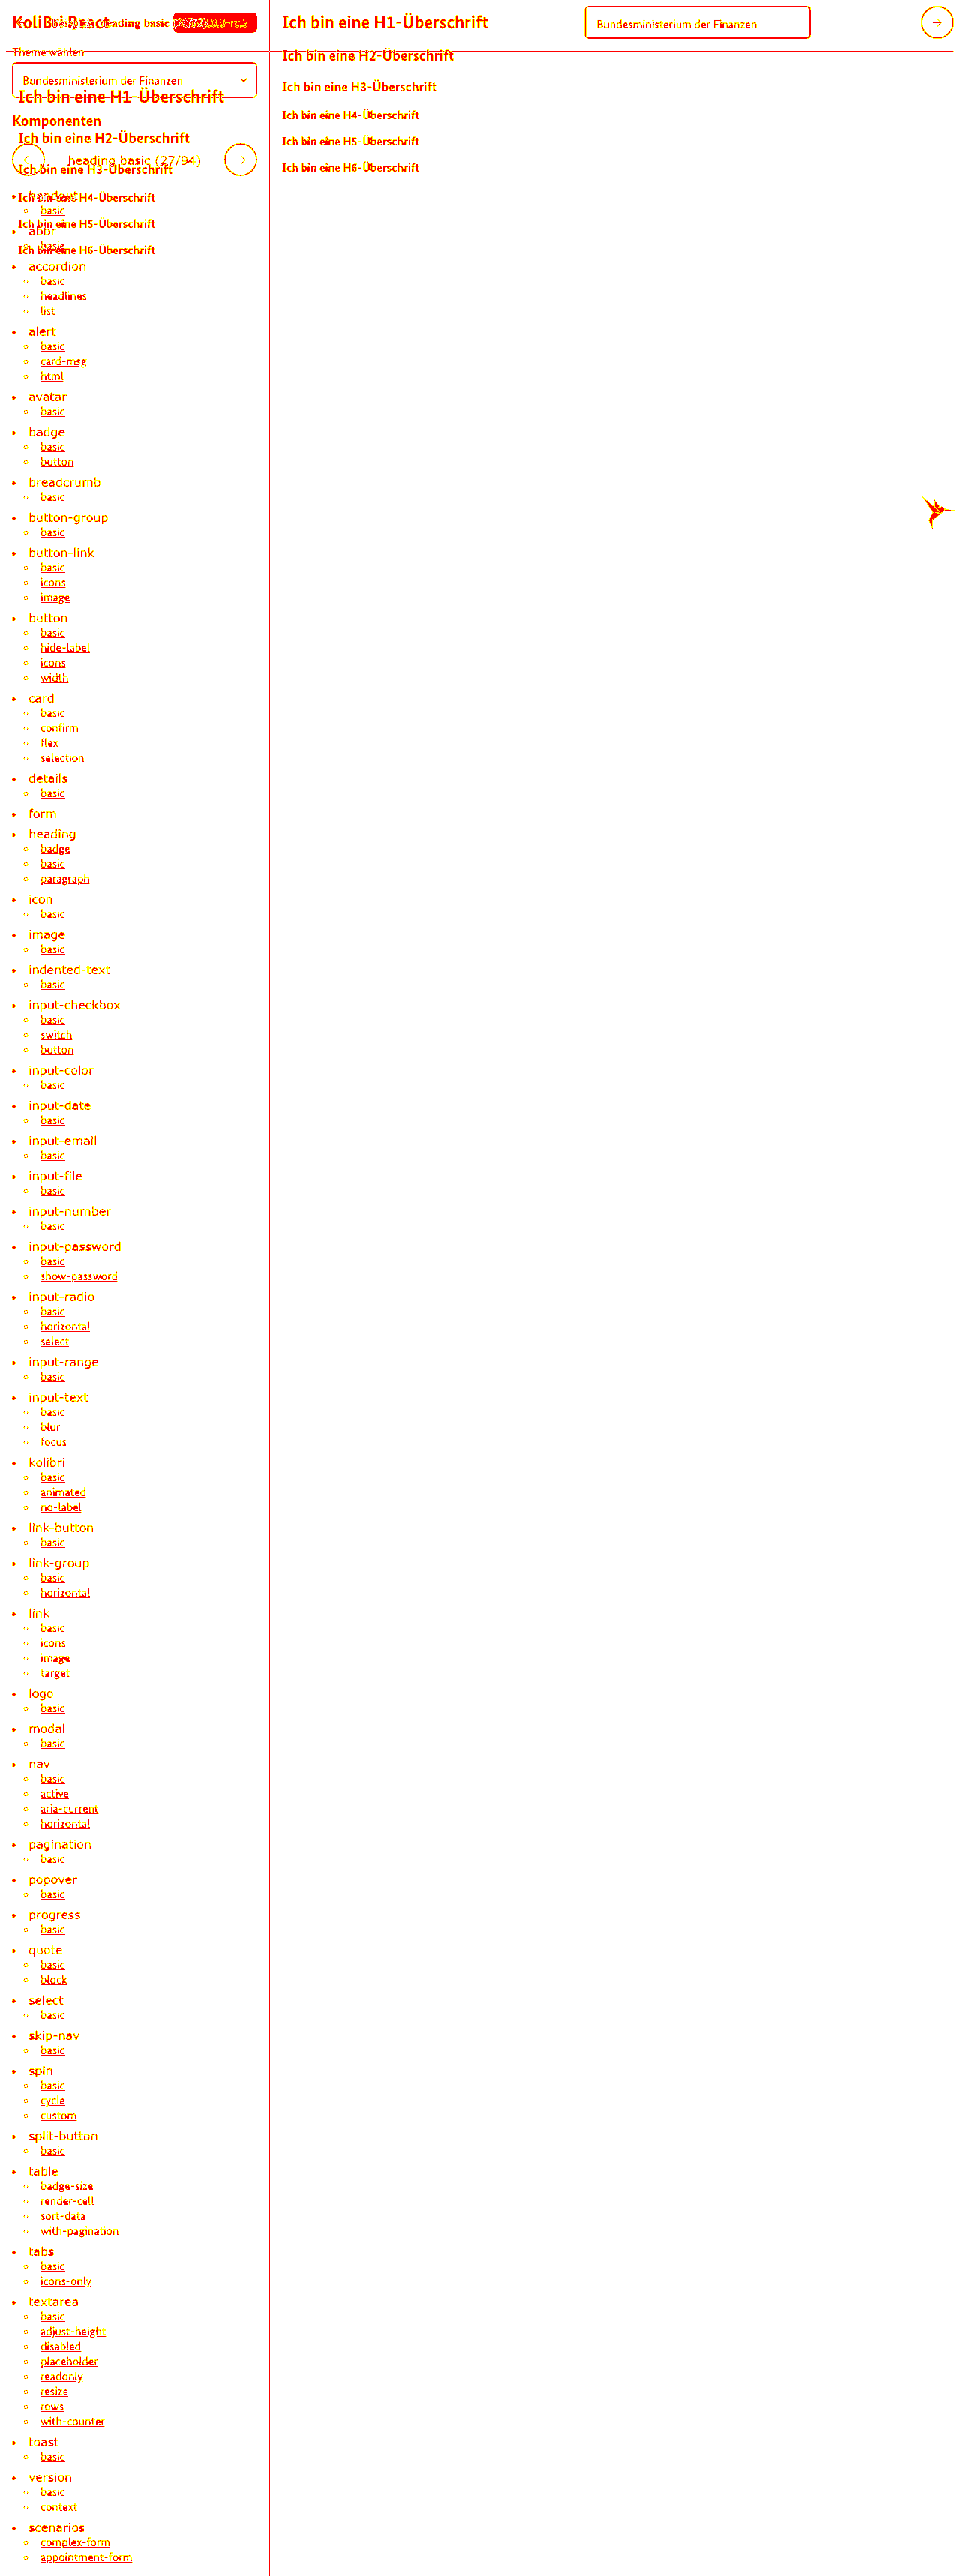 KoliBri React
Theme wählen
Bundesministerium der Finanzen
Ich bin eine H1-Überschrift
Komponenten
Ich bin eine H2-Überschrift
heading basic (27/94)
Ich bin eine H3-Überschrift
Ich bin eine H4-Überschrift
basic
Ich bin eine H5-Überschrift
abbr
basic
Ich bin eine H6-Überschrift
accordion
basic
headlines
list
alert
basic
card-msg
html
avatar
basic
badge
basic
button
breadcrumb
basic
button-group
basic
button-link
basic
icons
image
button
basic
hide-label
icons
width
card
basic
confirm
flex
selection
details
basic
form
heading
badge
basic
paragraph
icon
basic
image
basic
indented-text
basic
input-checkbox
basic
switch
button
input-color
basic
input-date
basic
input-email
basic
input-file
basic
input-number
basic
input-password
basic
show-password
input-radio
basic
horizontal
select
input-range
basic
input-text
basic
blur
focus
kolibri
basic
animated
no-label
link-button
basic
link-group
basic
horizontal
link
basic
icons
image
target
logo
basic
modal
basic
nav
basic
active
aria-current
horizontal
pagination
basic
popover
basic
progress
basic
quote
basic
block
select
basic
skip-nav
basic
spin
basic
cycle
custom
split-button
basic
table
badge-size
render-cell
sort-data
with-pagination
tabs
basic
icons-only
textarea
basic
adjust-height
disabled
placeholder
readonly
resize
rows
with-counter
toast
basic
version
basic
context
scenarios
complex-form
appointment-form
Ich bin eine H1-Überschrift
Bundesministerium der Finanzen
Ich bin eine H2-Überschrift
Ich bin eine H3-Überschrift
Ich bin eine H4-Überschrift
Ich bin eine H5-Überschrift
Ich bin eine H6-Überschrift